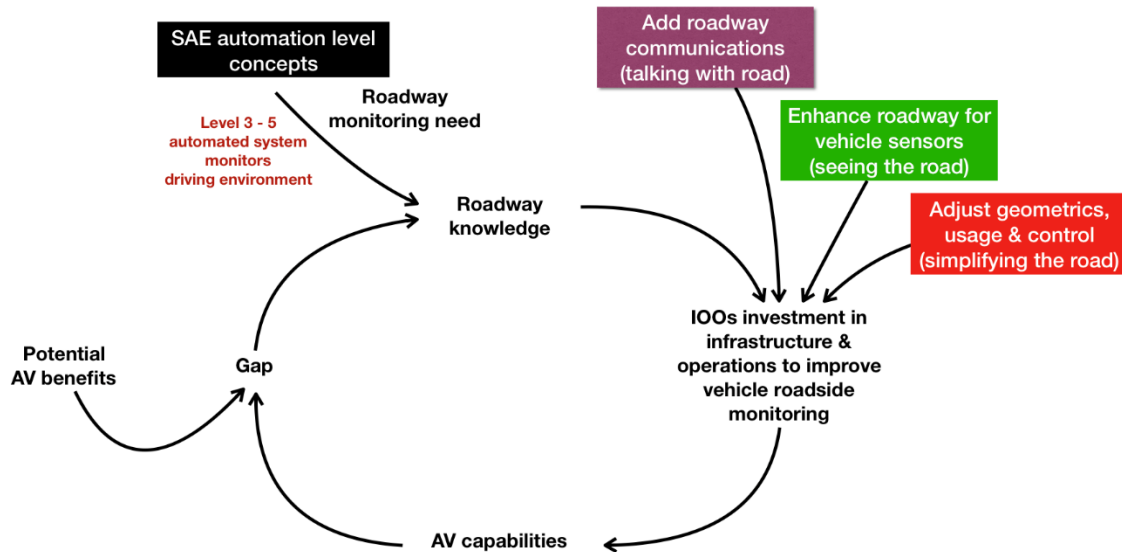 SAE automation level
concepts
Roadway
monitoring need
Level 3 - 5
automated system
monitors
driving environment
Add roadway
communications
(talking with road)
Enhance roadway for
vehicle sensors
(seeing the road)
Adjust geometrics,
usage & control
(simplifying the road)
Roadway
knowledge
IOOs investment in
infrastructure &
operations to improve
vehicle roadside
monitoring
Potential
AV benefits
Gap
AV capabilities